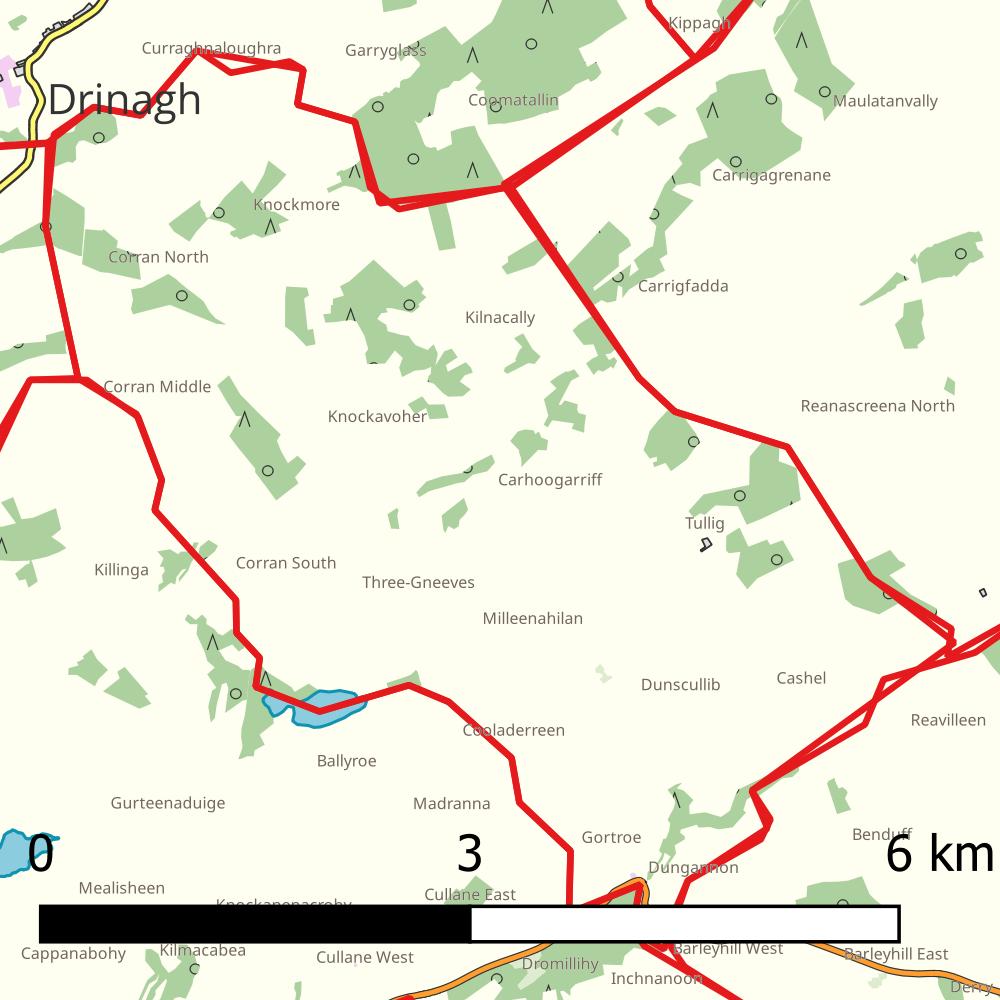 Kippagh
Curraghnaloughra
Garryglass
Drinagh
Coomatallin
Maulatanvally
Carrigagrenane
Knockmore
Corran North
Carrigfadda
Kilnacally
Corran Middle
Reanascreena North
Knockavoher
Carhoogarriff
Tullig
Corran South
Killinga
Three-Gneeves
Milleenahilan
Cashel
Dunscullib
Reavilleen
Cooladerreen
Ballyroe
Gurteenaduige
Madranna
Benduff
Gortroe
0 3 6 km
Dungannon
Mealisheen
Cullane East
Knockanenacrohy
Cappanabohy
Kilmacabea
Cullane West
Barleyhill West
Barleyhill East
Dromillihy
Inchnanoon
Derry